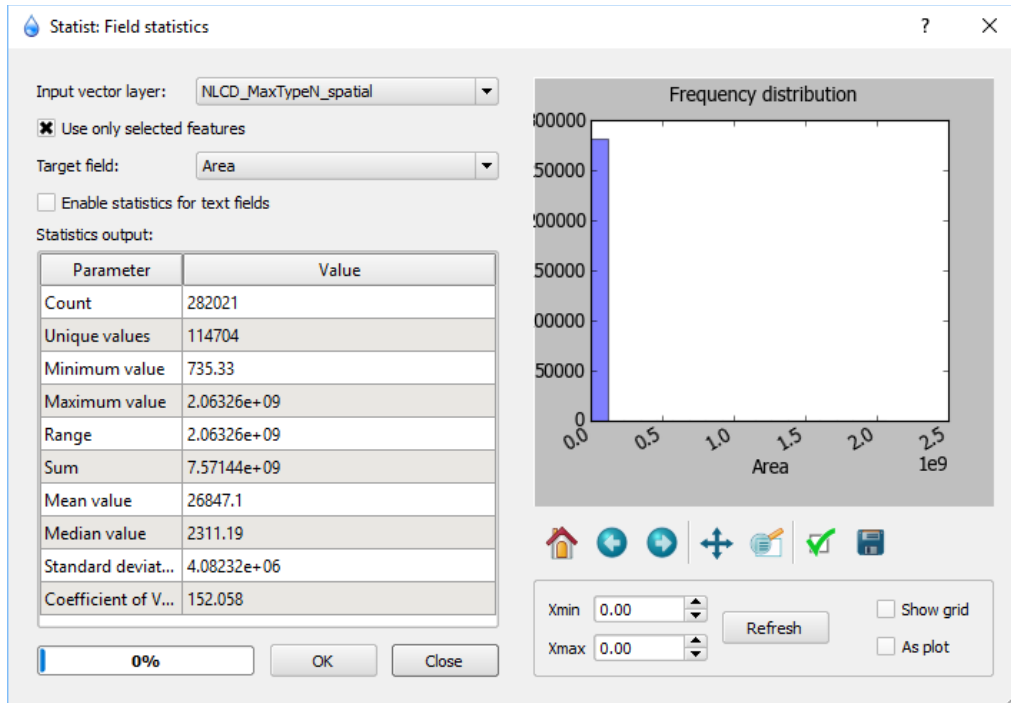 Statist: Field statistics
?
Input vector layer: NLCD_MaxTypeN_spatial
Use only selected features
Target field: Area
Enable statistics for text fields
Statistics output:
Parameter Value
Count 282021
Unique values 114704
Minimum value 735.33
Maximum value 2.06326e+09
Range 2.06326e+09
Sum 7.57144e+09
Mean value 26847.1
Median value 2311.19
Standard deviat... 4.08232e+06
Coefficient of V... 152.058
0% OK Close
Frequency distribution
00000
50000
00000
50000
00000
50000
0
0.0 0.5 1.0 1.5 2.0 2.5
1e9
Area
Xmin 0.00
Xmax 0.00
Refresh
Show grid
As plot